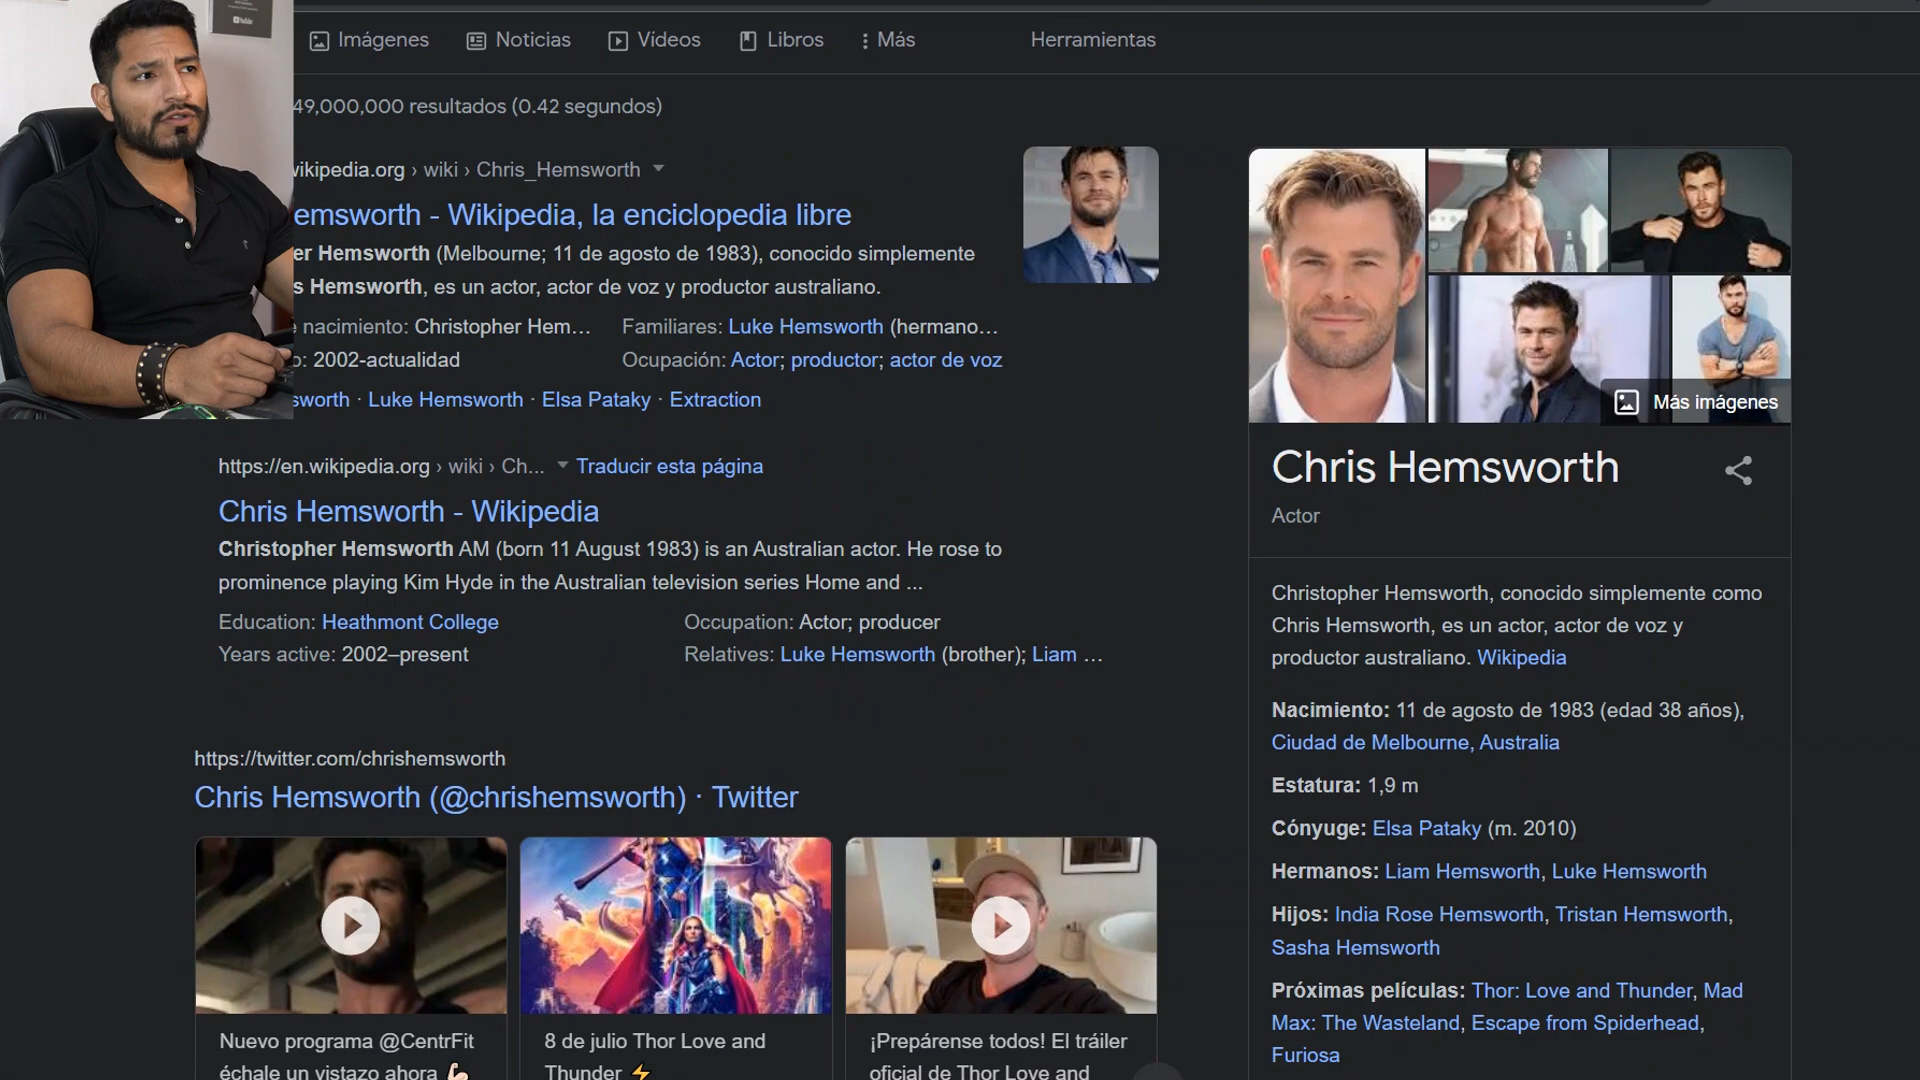 Imágenes
Noticias
Vídeos
Libros
Más
Herramientas
49,000,000 resultados (0.42 segundos)
wikipedia.org › wiki › Chris_Hemsworth
emsworth - Wikipedia, la enciclopedia libre
er Hemsworth (Melbourne; 11 de agosto de 1983), conocido simplemente
s Hemsworth, es un actor, actor de voz y productor australiano.
nacimiento: Christopher Hem... Familiares: Luke Hemsworth (hermano...
o: 2002-actualidad Ocupación: Actor; productor; actor de voz
sworth · Luke Hemsworth · Elsa Pataky · Extraction
https://en.wikipedia.org › wiki › Ch... Traducir esta página
Chris Hemsworth - Wikipedia
Christopher Hemsworth AM (born 11 August 1983) is an Australian actor. He rose to
prominence playing Kim Hyde in the Australian television series Home and ...
Education: Heathmont College Occupation: Actor; producer
Years active: 2002–present Relatives: Luke Hemsworth (brother); Liam ...
https://twitter.com/chrishemsworth
Chris Hemsworth (@chrishemsworth) · Twitter
Nuevo programa @CentrFit
échale un vistazo ahora 💪🏻
8 de julio Thor Love and
Thunder ⚡
¡Prepárense todos! El tráiler
oficial de Thor Love and
Más imágenes
Chris Hemsworth
Actor
Christopher Hemsworth, conocido simplemente como
Chris Hemsworth, es un actor, actor de voz y
productor australiano. Wikipedia
Nacimiento: 11 de agosto de 1983 (edad 38 años),
Ciudad de Melbourne, Australia
Estatura: 1,9 m
Cónyuge: Elsa Pataky (m. 2010)
Hermanos: Liam Hemsworth, Luke Hemsworth
Hijos: India Rose Hemsworth, Tristan Hemsworth,
Sasha Hemsworth
Próximas películas: Thor: Love and Thunder, Mad
Max: The Wasteland, Escape from Spiderhead,
Furiosa